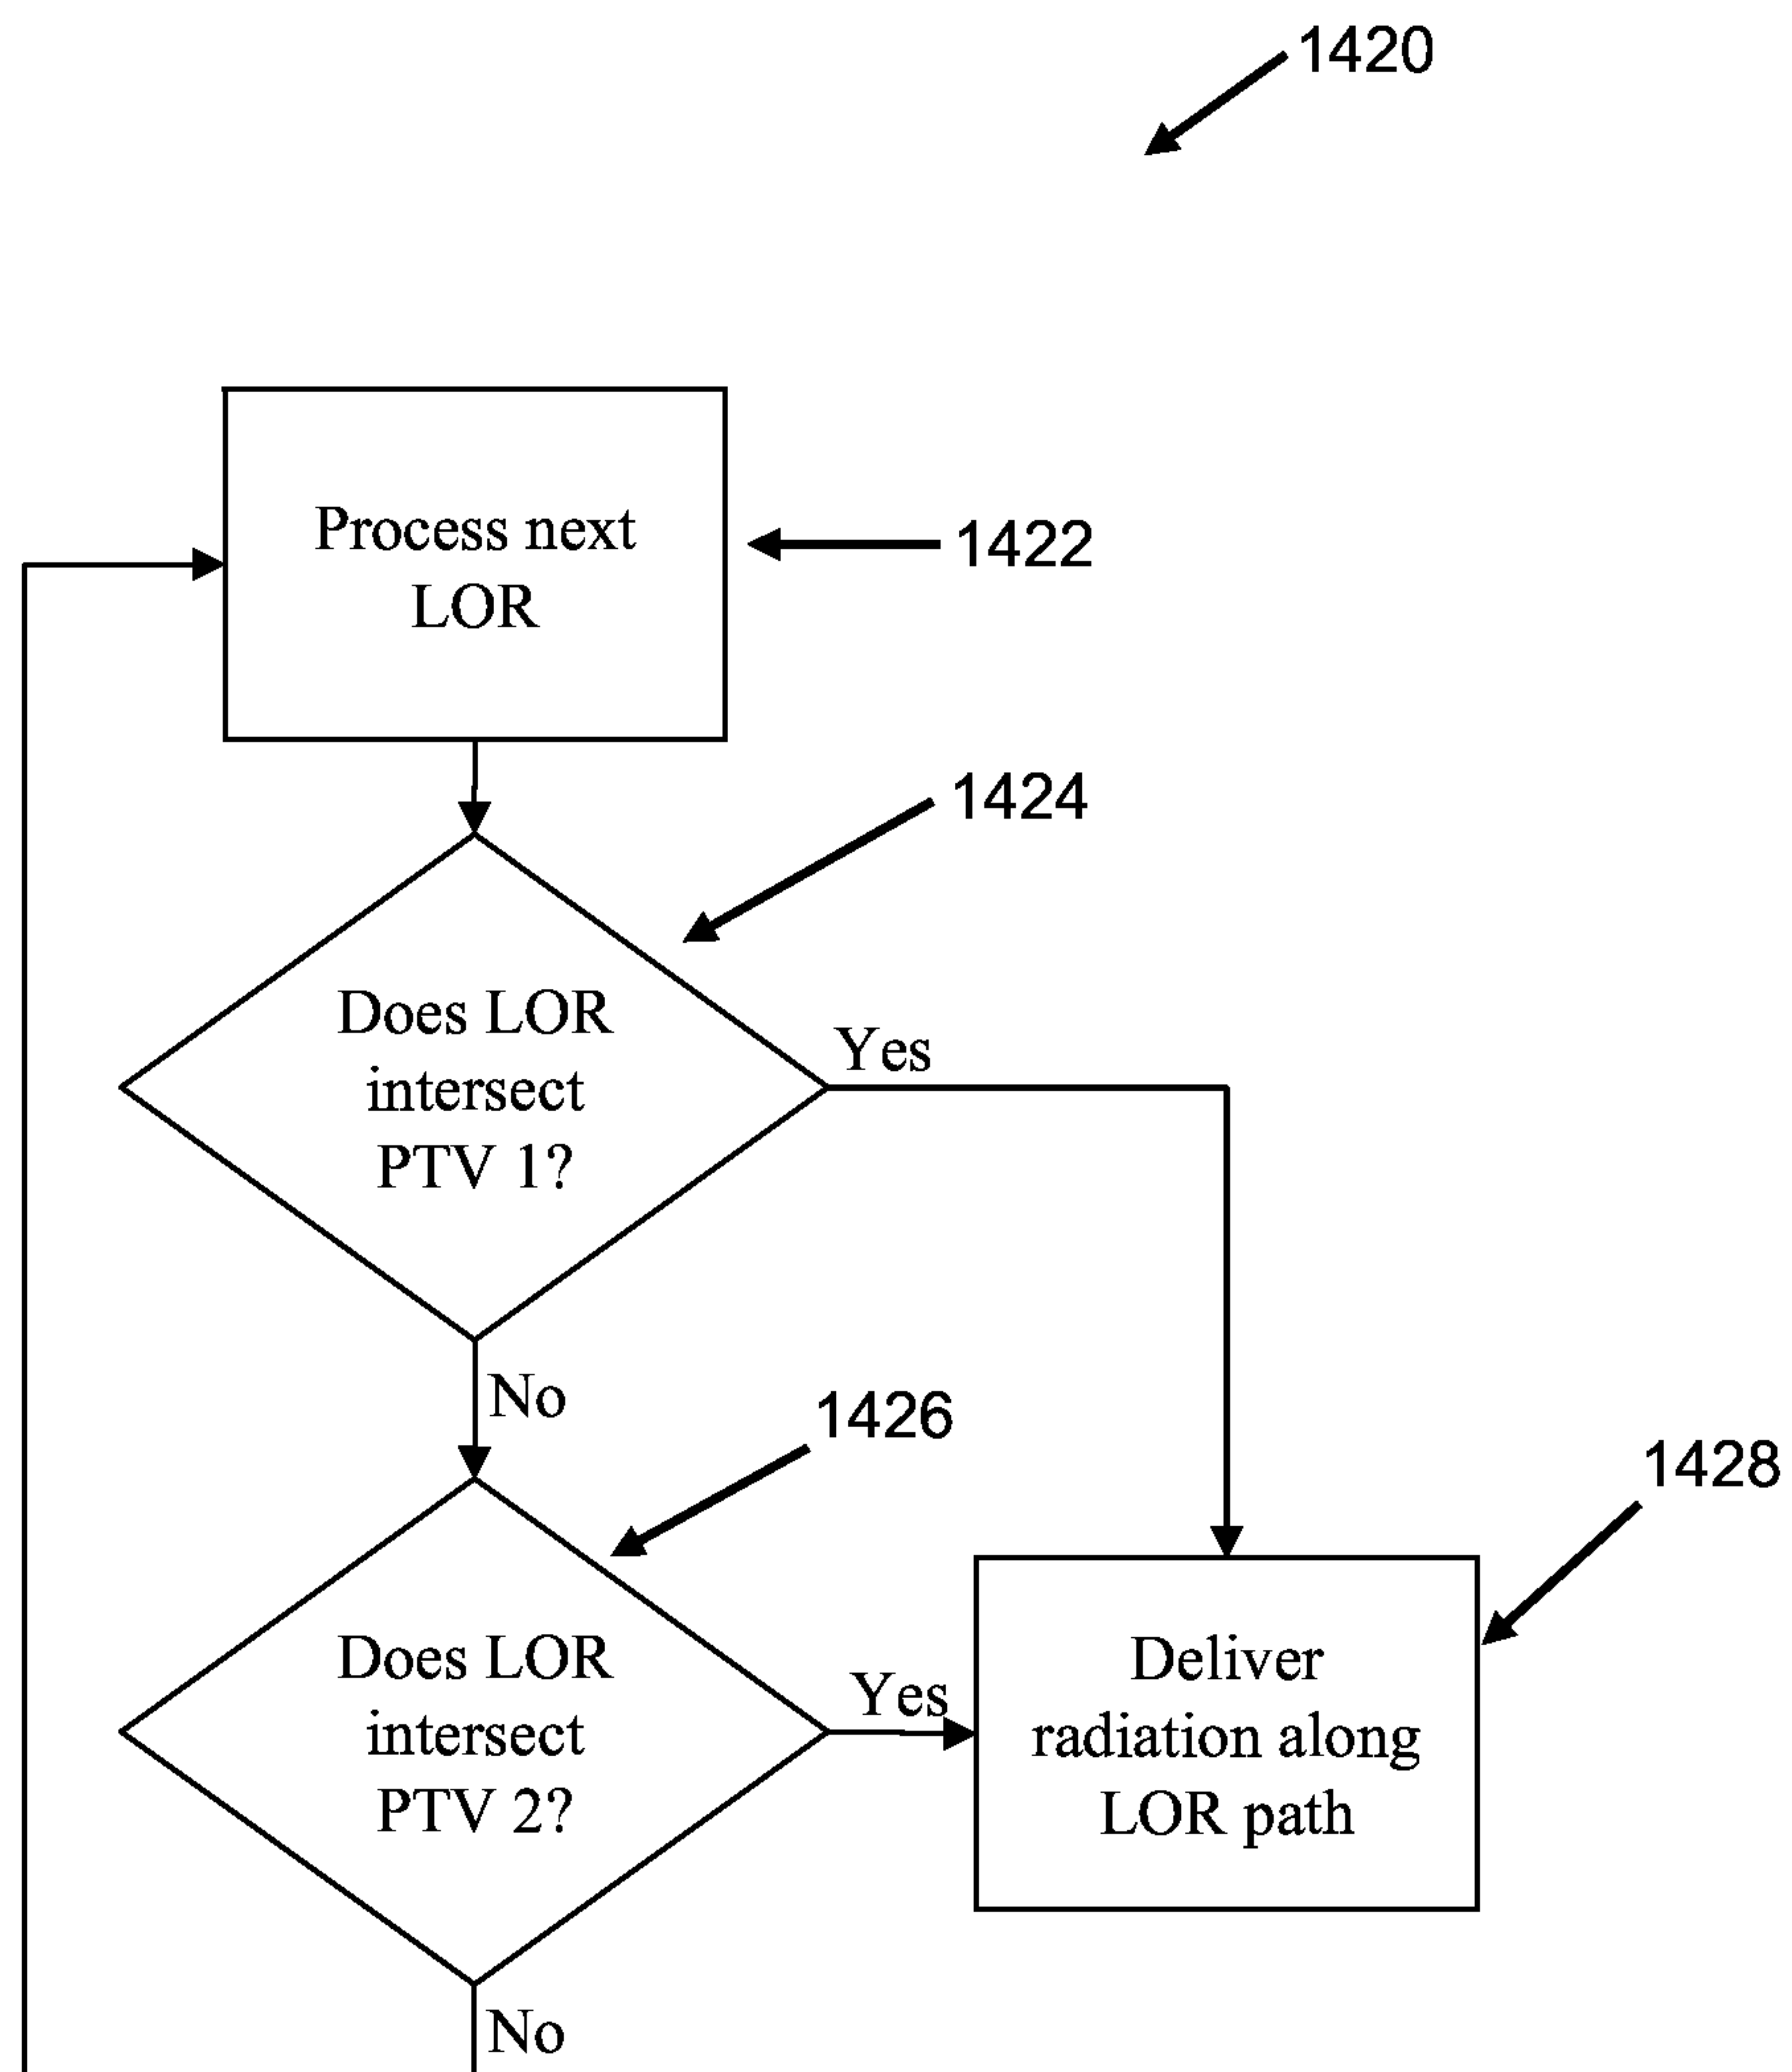 1420
Process next
LOR
1422
1424
Does LOR
intersect
PTV 1?
Yes
No
1426
1428
Does LOR
intersect
PTV 2?
Yes
Deliver
radiation along
LOR path
No